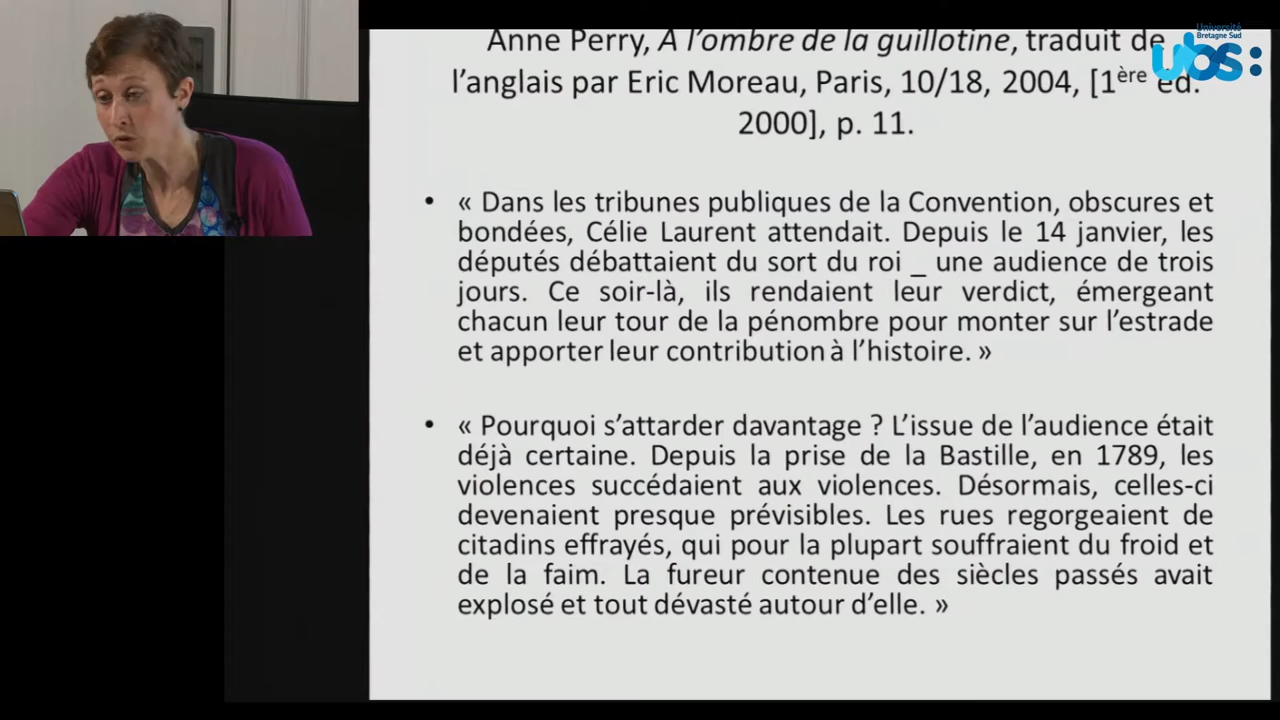 Université
Bretagne Sud
ubs:
Anne Perry, A l’ombre de la guillotine, traduit de
l’anglais par Eric Moreau, Paris, 10/18, 2004, [1ère éd.
2000], p. 11.
• « Dans les tribunes publiques de la Convention, obscures et
bondées, Célie Laurent attendait. Depuis le 14 janvier, les
députés débattaient du sort du roi _ une audience de trois
jours. Ce soir-là, ils rendaient leur verdict, émergeant
chacun leur tour de la pénombre pour monter sur l’estrade
et apporter leur contribution à l’histoire. »
• « Pourquoi s’attarder davantage ? L’issue de l’audience était
déjà certaine. Depuis la prise de la Bastille, en 1789, les
violences succédaient aux violences. Désormais, celles-ci
devenaient presque prévisibles. Les rues regorgeaient de
citadins effrayés, qui pour la plupart souffraient du froid et
de la faim. La fureur contenue des siècles passés avait
explosé et tout dévasté autour d’elle. »